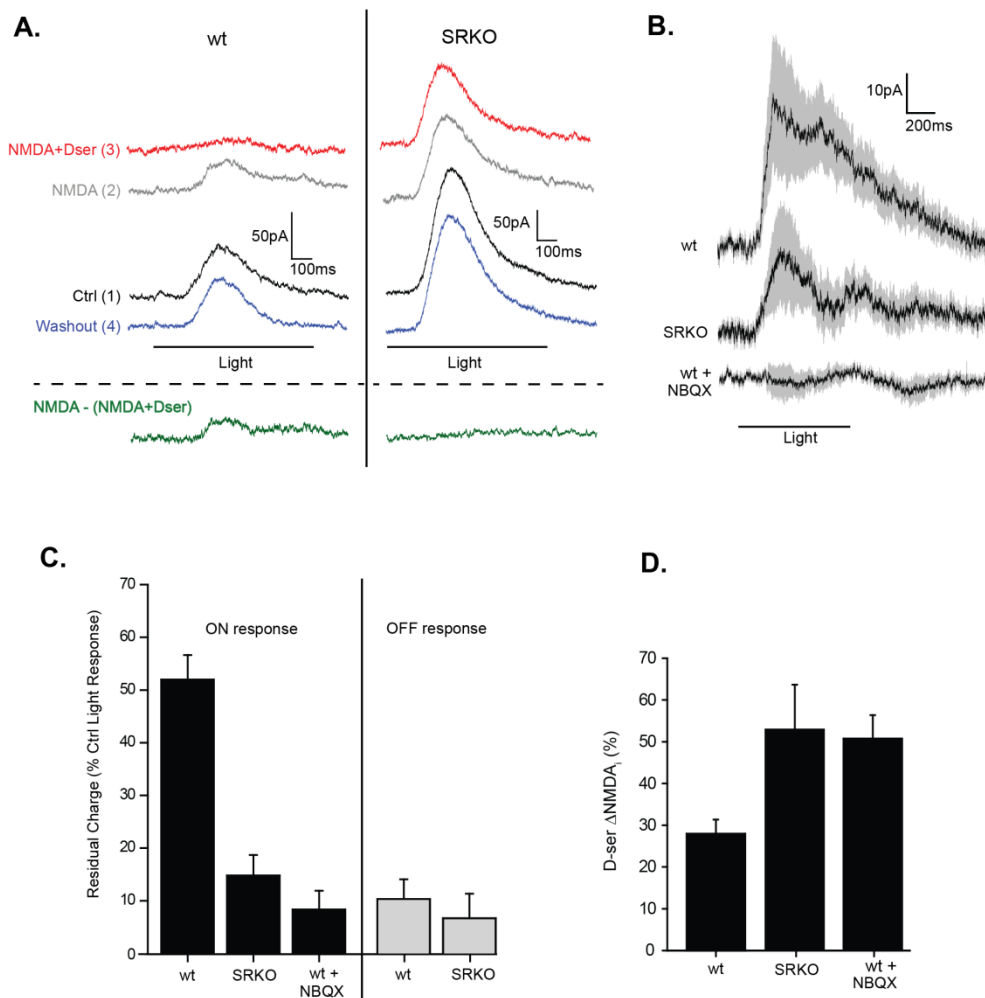 A.
wt
SRKO
NMDA+Dser (3)
NMDA (2)
50pA
100ms
50pA
100ms
Ctrl (1)
Washout (4)
Light
Light
NMDA - (NMDA+Dser)
B.
10pA
200ms
wt
SRKO
wt +
NBQX
Light
C.
Residual Charge (% Ctrl Light Response)
70
60
50
40
30
20
10
0
ON response
OFF response
wt
SRKO
wt +
NBQX
wt
SRKO
D.
D-ser ΔNMDAi (%)
70
60
50
40
30
20
10
0
wt
SRKO
wt +
NBQX